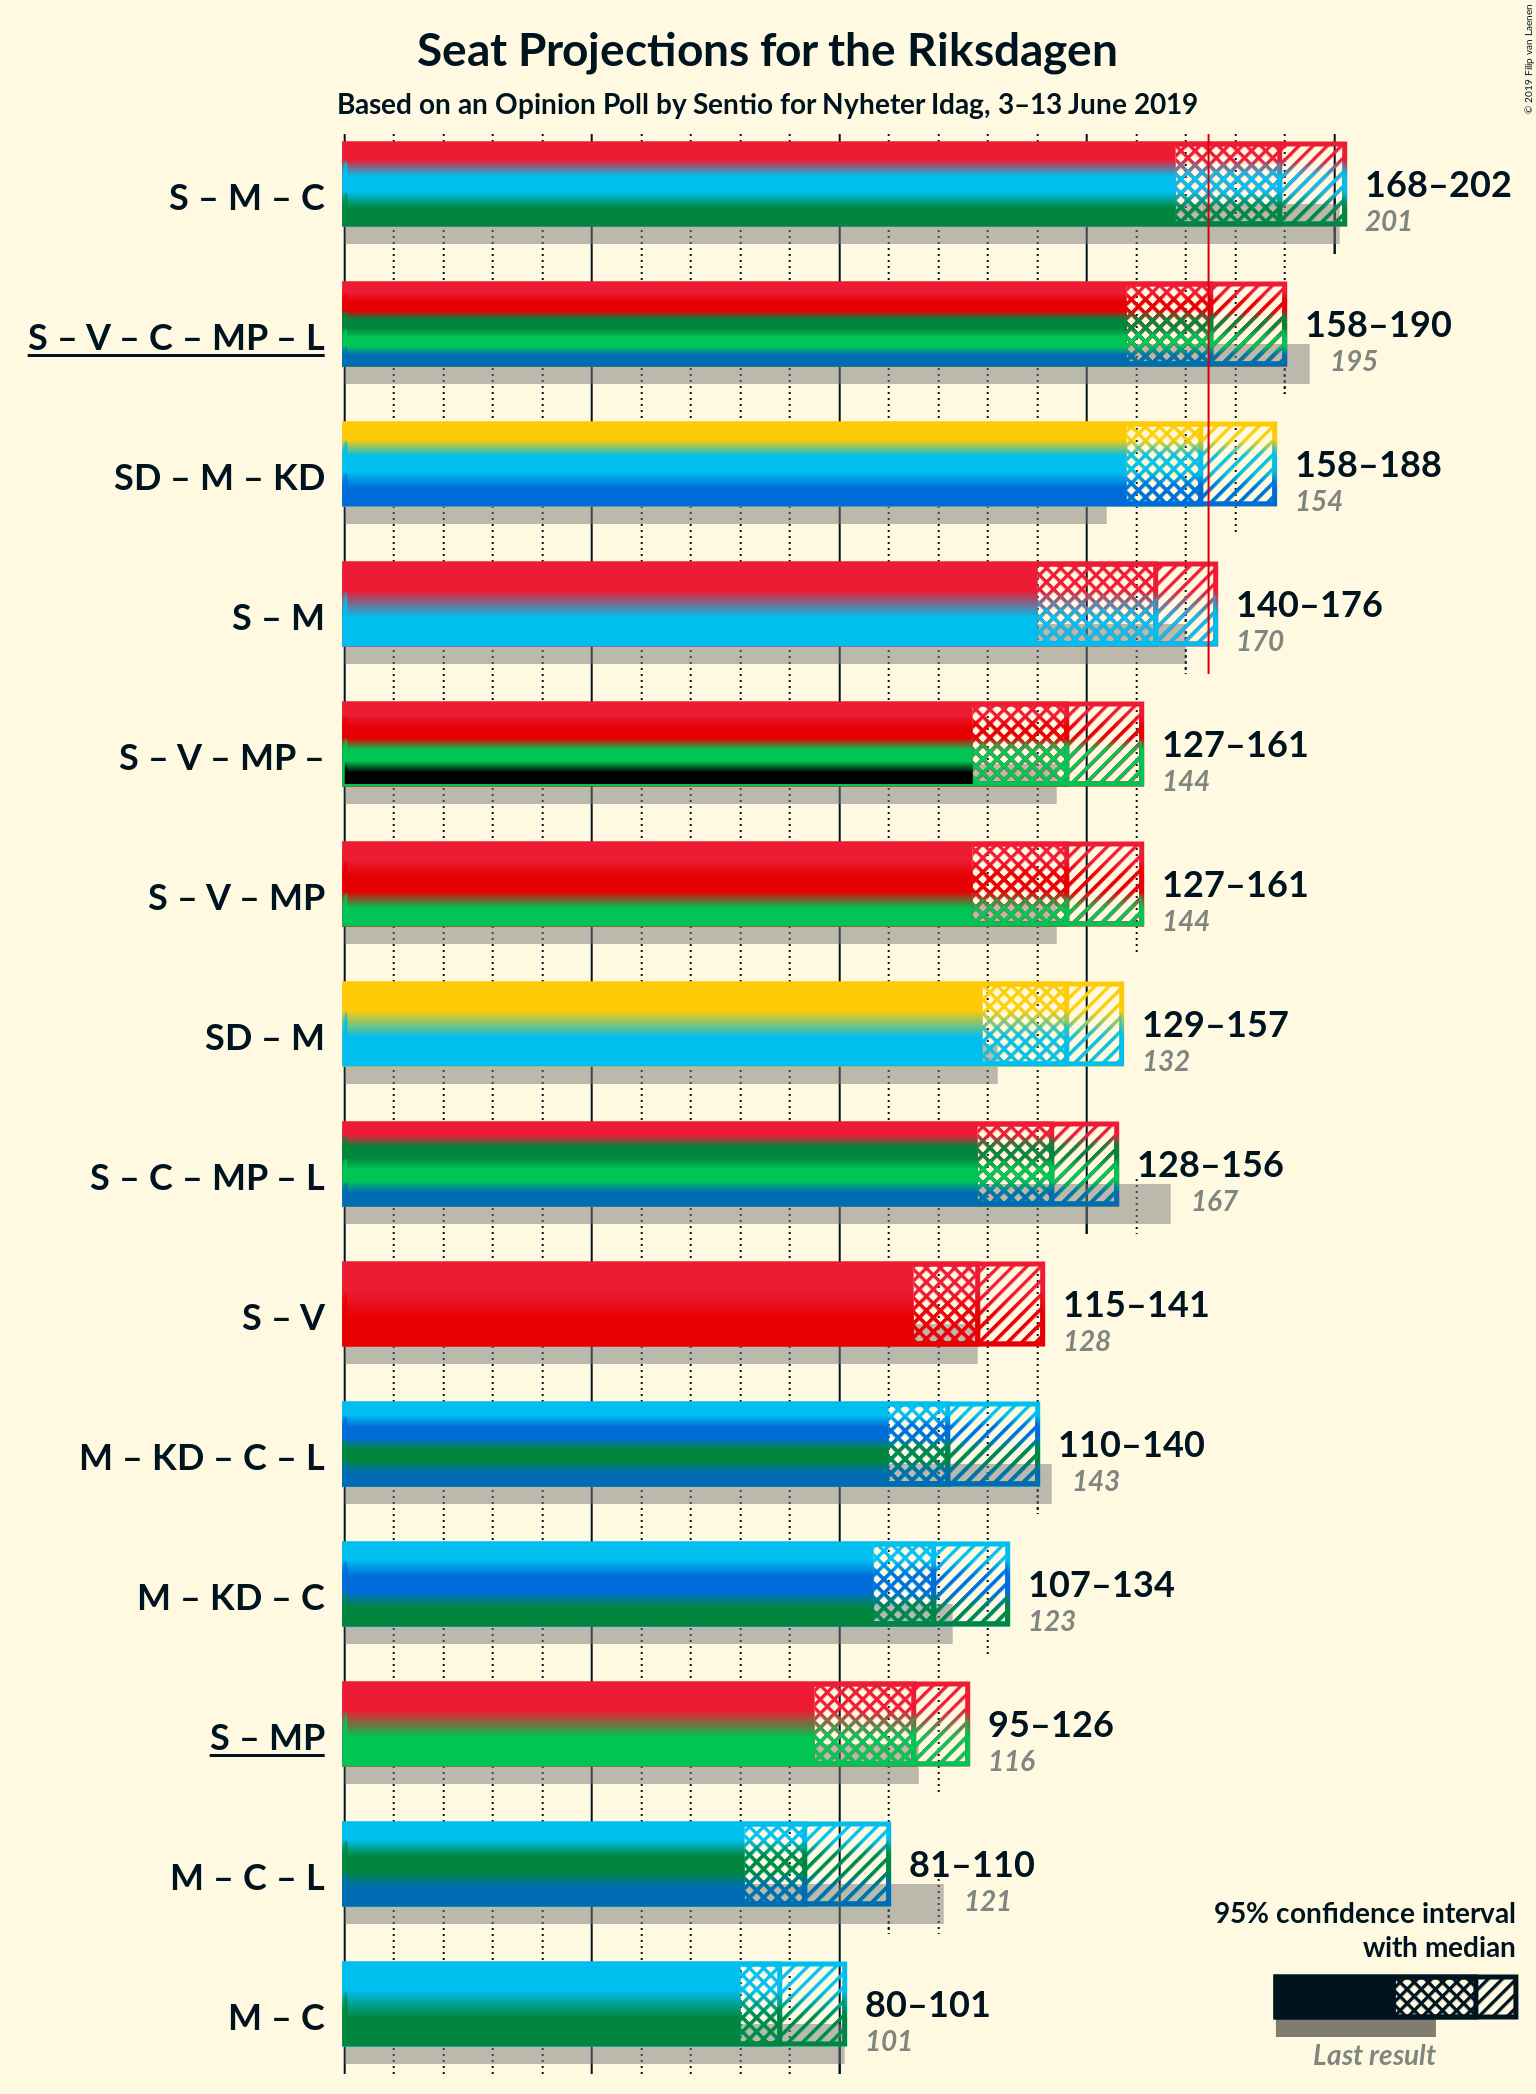 Seat Projections for the Riksdagen
Based on an Opinion Poll by Sentio for Nyheter Idag, 3–13 June 2019
© 2019 Filip van Laenen
S – M – C
168–202
201
S – V – C – MP – L
158–190
195
SD – M – KD
158–188
154
S – M
140–176
170
S – V – MP –
127–161
144
S – V – MP
127–161
144
SD – M
129–157
132
S – C – MP – L
128–156
167
S – V
115–141
128
M – KD – C – L
110–140
143
M – KD – C
107–134
123
S – MP
95–126
116
M – C – L
81–110
121
M – C
80–101
101
95% confidence interval
with median
Last result